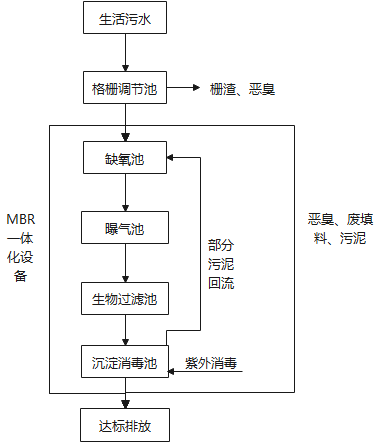 生活污水
格栅调节池
栅渣、恶臭
缺氧池
MBR
一体
化设
备
曝气池
部分
污泥
回流
恶臭、废填
料、污泥
生物过滤池
沉淀消毒池
紫外消毒
达标排放